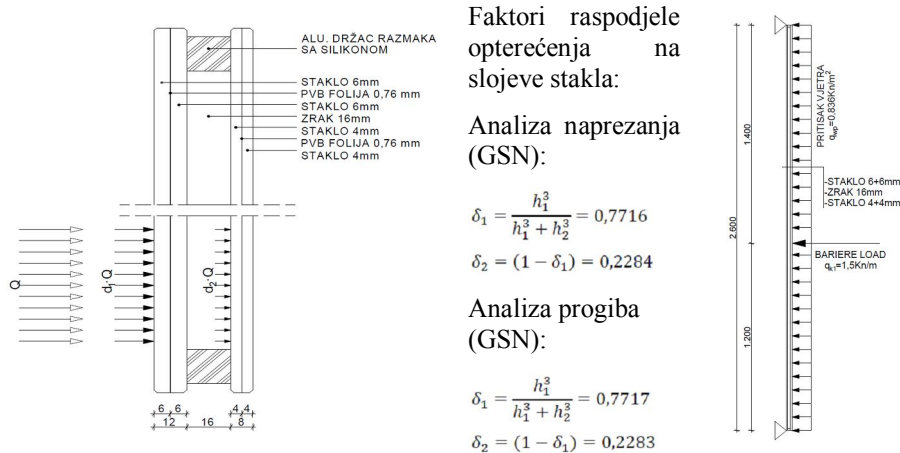 ALU. DRŽAC RAZMAKA
SA SILIKONOM
STAKLO 6mm
PVB FOLIJA 0,76 mm
STAKLO 6mm
ZRAK 16mm
STAKLO 4mm
PVB FOLIJA 0,76 mm
STAKLO 4mm
Q
d₁·Q
d₂·Q
6 6
4 4
12 16 8
Faktori raspodjele
opterećenja na
slojeve stakla:
Analiza naprezanja
(GSN):
δ₁ = h₁³ / (h₁³ + h₂³) = 0,7716
δ₂ = (1 − δ₁) = 0,2284
Analiza progiba
(GSN):
δ₁ = h₁³ / (h₁³ + h₂³) = 0,7717
δ₂ = (1 − δ₁) = 0,2283
2.600
1.400
1.200
PRITISAK VJETRA
qwp=0.836Kn/m²
-STAKLO 6+6mm
-ZRAK 16mm
-STAKLO 4+4mm
BARIERE LOAD
qk1=1,5Kn/m